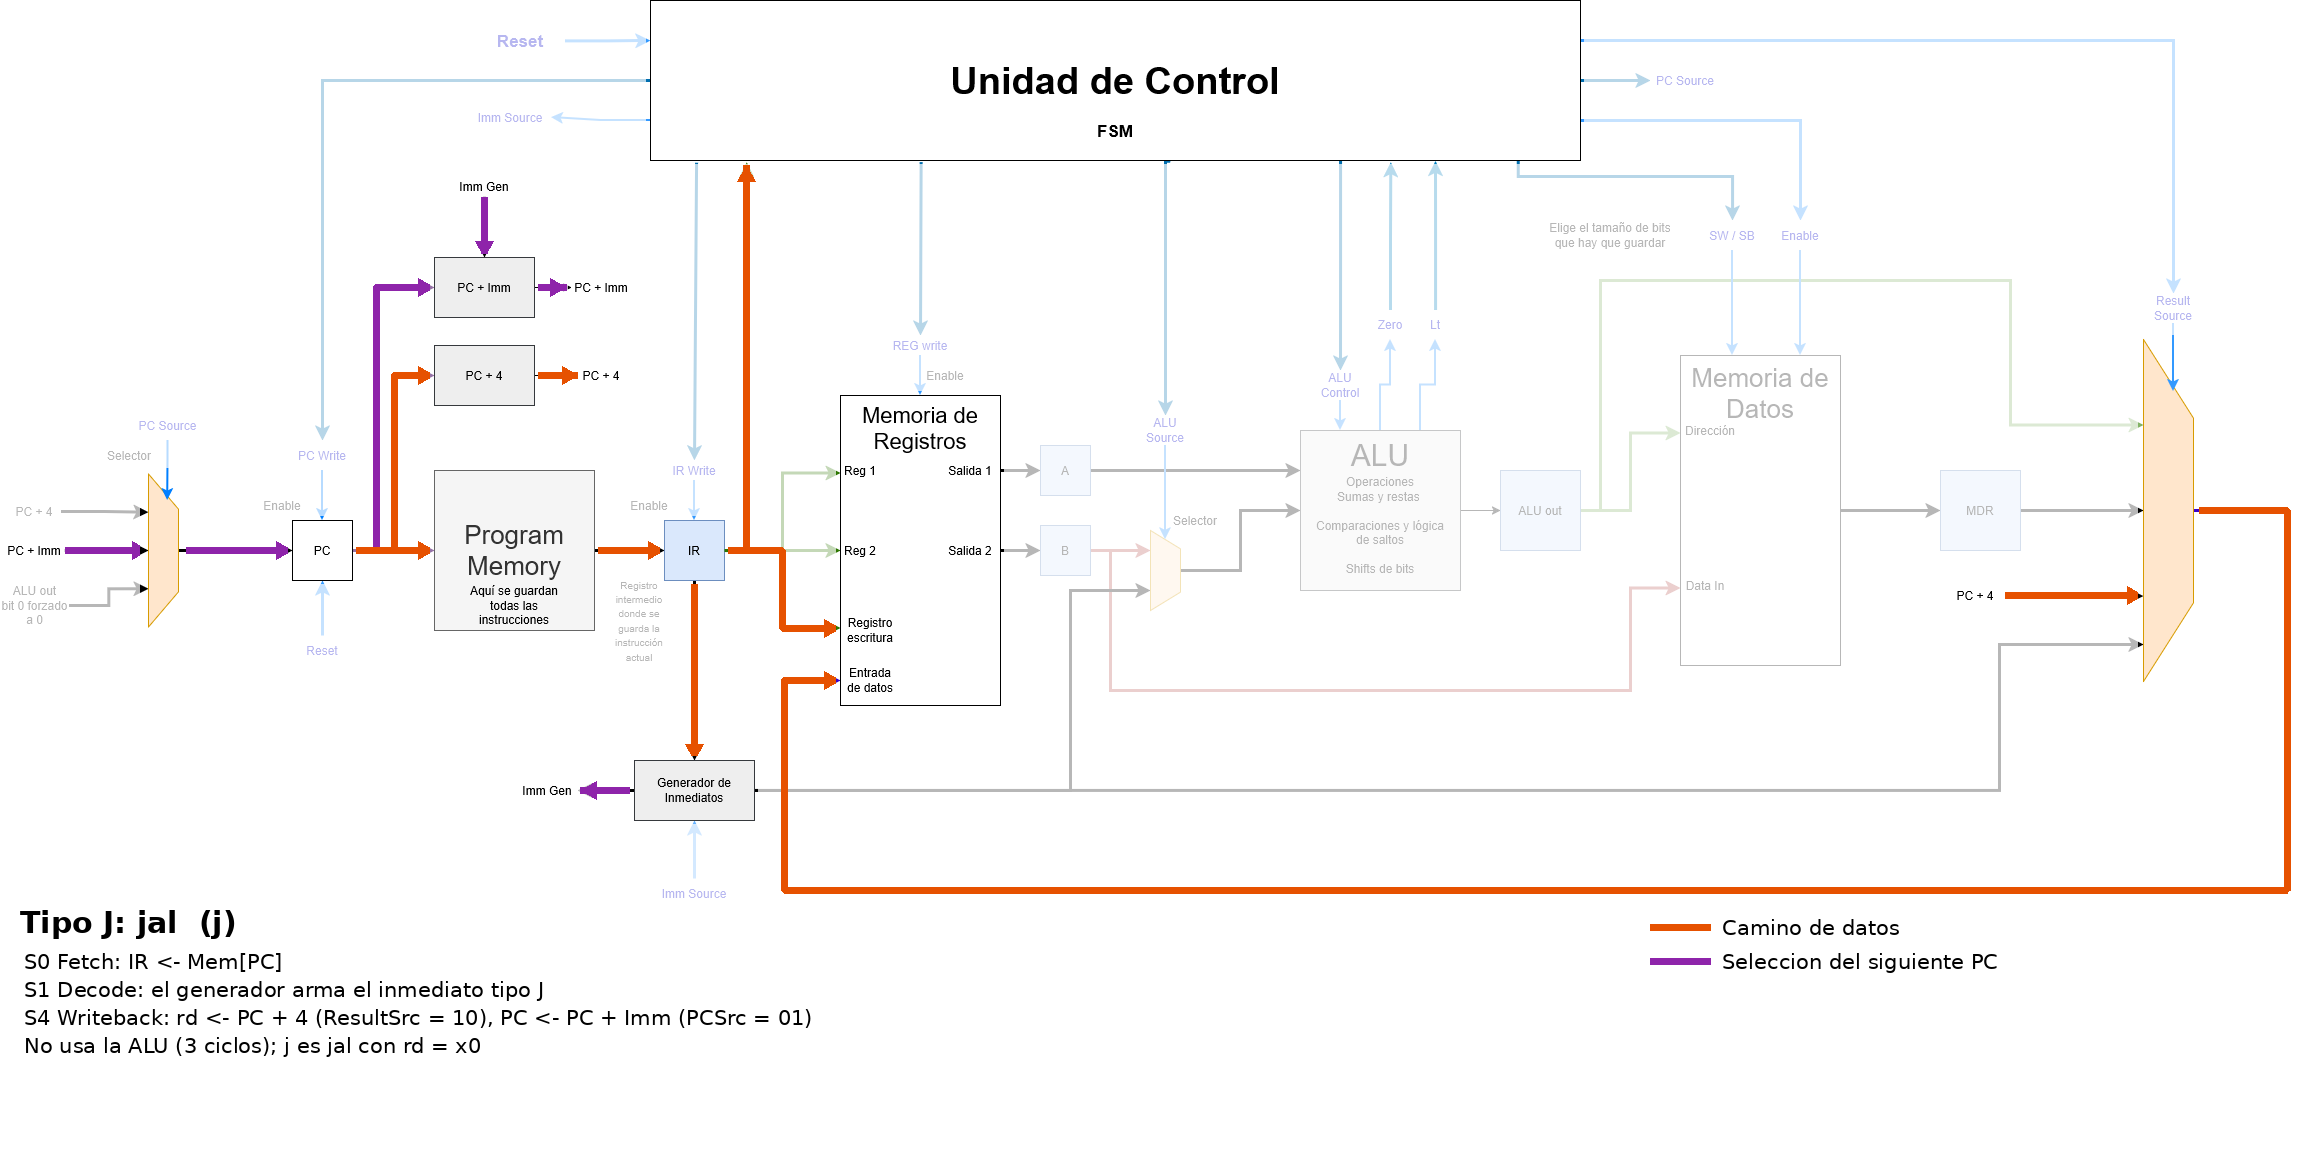 Reset
Unidad de Control
FSM
PC Source
Imm Source
Imm Gen
PC + Imm
PC + Imm
PC + 4
PC + 4
Elige el tamaño de bits
que hay que guardar
SW / SB
Enable
Result
Source
Zero
Lt
REG write
Enable
ALU
Control
PC Source
Selector
PC Write
Enable
IR Write
Enable
ALU
Source
Selector
PC + 4
PC + Imm
ALU out
bit 0 forzado
a 0
PC
Reset
Program
Memory
Aquí se guardan
todas las
instrucciones
IR
Registro
intermedio
donde se
guarda la
instrucción
actual
Memoria de
Registros
Reg 1
Salida 1
Reg 2
Salida 2
Registro
escritura
Entrada
de datos
A
B
ALU
Operaciones
Sumas y restas
Comparaciones y lógica
de saltos
Shifts de bits
ALU out
Memoria de
Datos
Dirección
Data In
MDR
PC + 4
Imm Gen
Generador de
Inmediatos
Imm Source
Tipo J: jal (j)
S0 Fetch: IR <- Mem[PC]
S1 Decode: el generador arma el inmediato tipo J
S4 Writeback: rd <- PC + 4 (ResultSrc = 10), PC <- PC + Imm (PCSrc = 01)
No usa la ALU (3 ciclos); j es jal con rd = x0
Camino de datos
Seleccion del siguiente PC